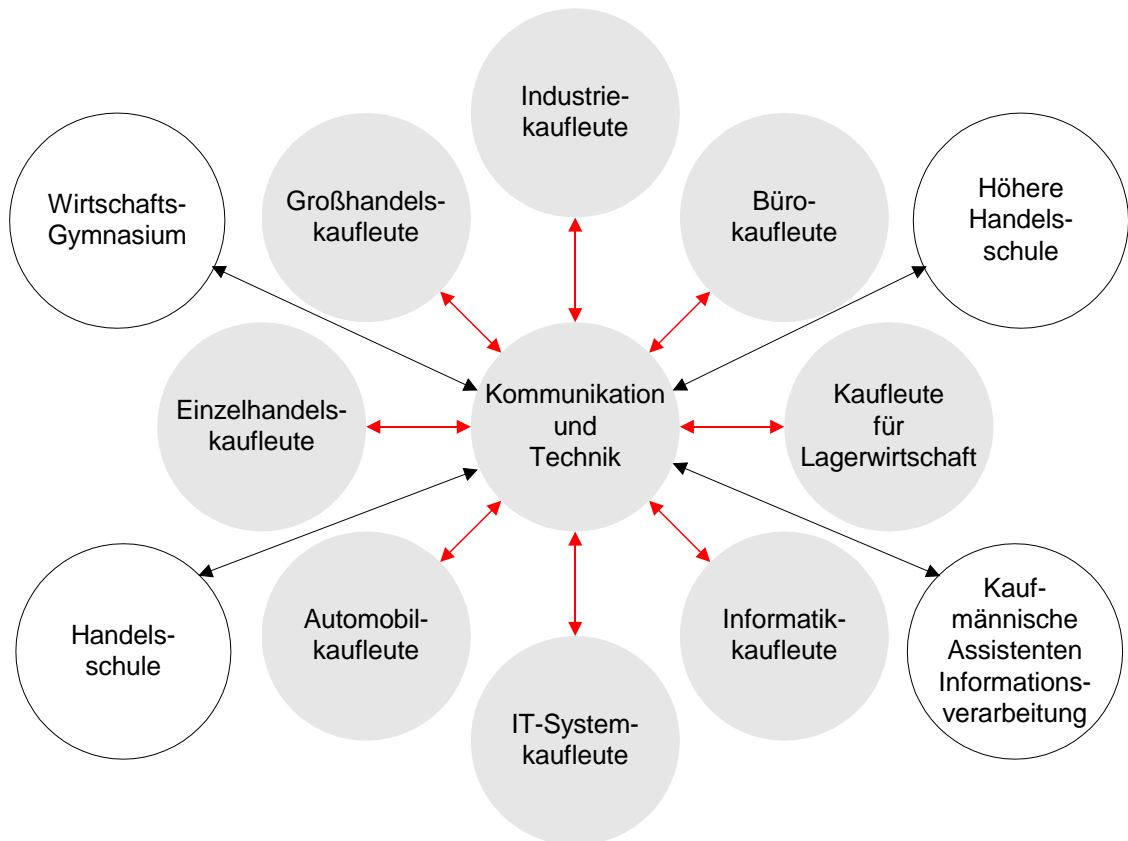 Industrie-
kaufleute
Wirtschafts-
Gymnasium
Großhandels-
kaufleute
Büro-
kaufleute
Höhere
Handels-
schule
Einzelhandels-
kaufleute
Kommunikation
und
Technik
Kaufleute
für
Lagerwirtschaft
Handels-
schule
Automobil-
kaufleute
IT-System-
kaufleute
Informatik-
kaufleute
Kauf-
männische
Assistenten
Informations-
verarbeitung